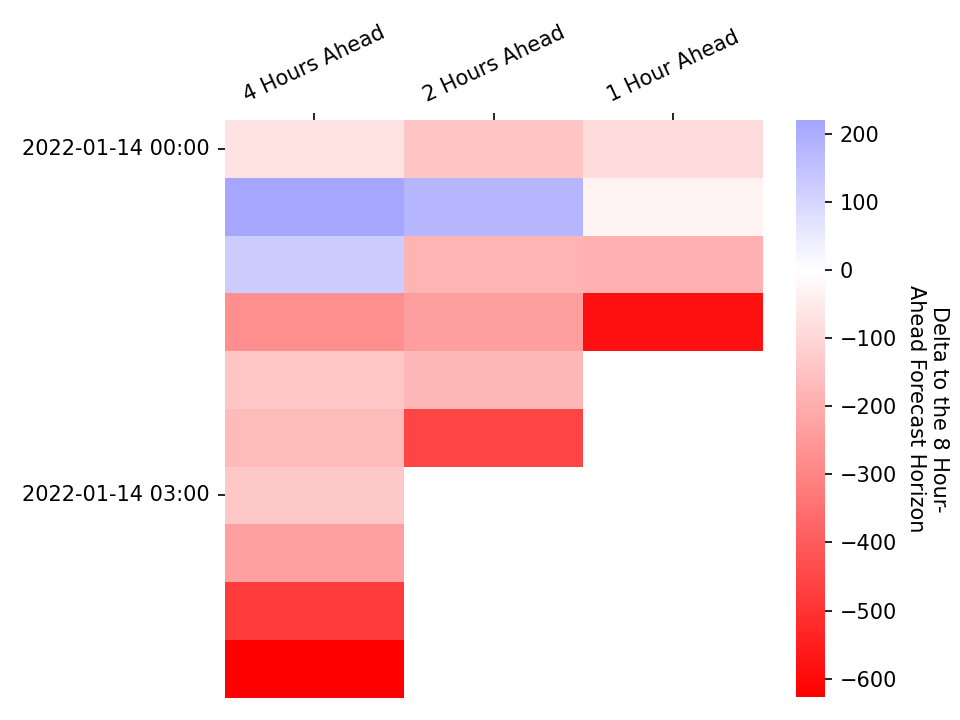 4 Hours Ahead
2 Hours Ahead
1 Hour Ahead
2022-01-14 00:00
2022-01-14 03:00
200
100
0
−100
−200
−300
−400
−500
−600
Delta to the 8 Hour-
Ahead Forecast Horizon